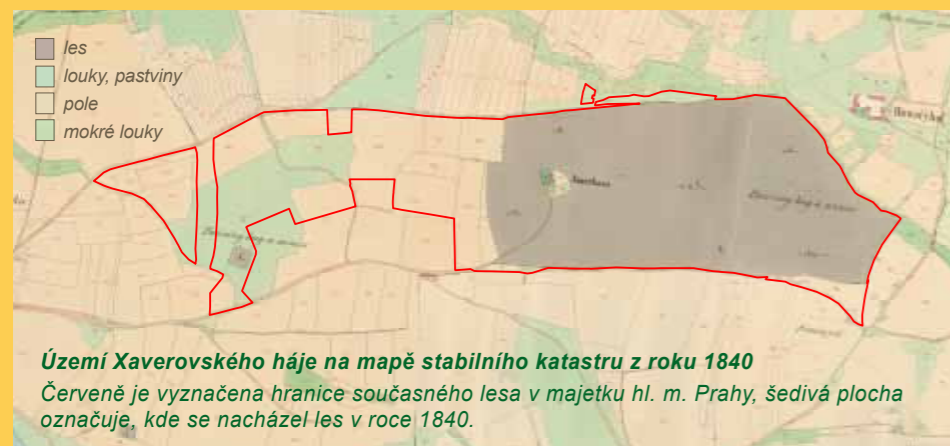 les
louky, pastviny
pole
mokré louky
Území Xaverovského háje na mapě stabilního katastru z roku 1840
Červeně je vyznačena hranice současného lesa v majetku hl. m. Prahy, šedivá plocha
označuje, kde se nacházel les v roce 1840.